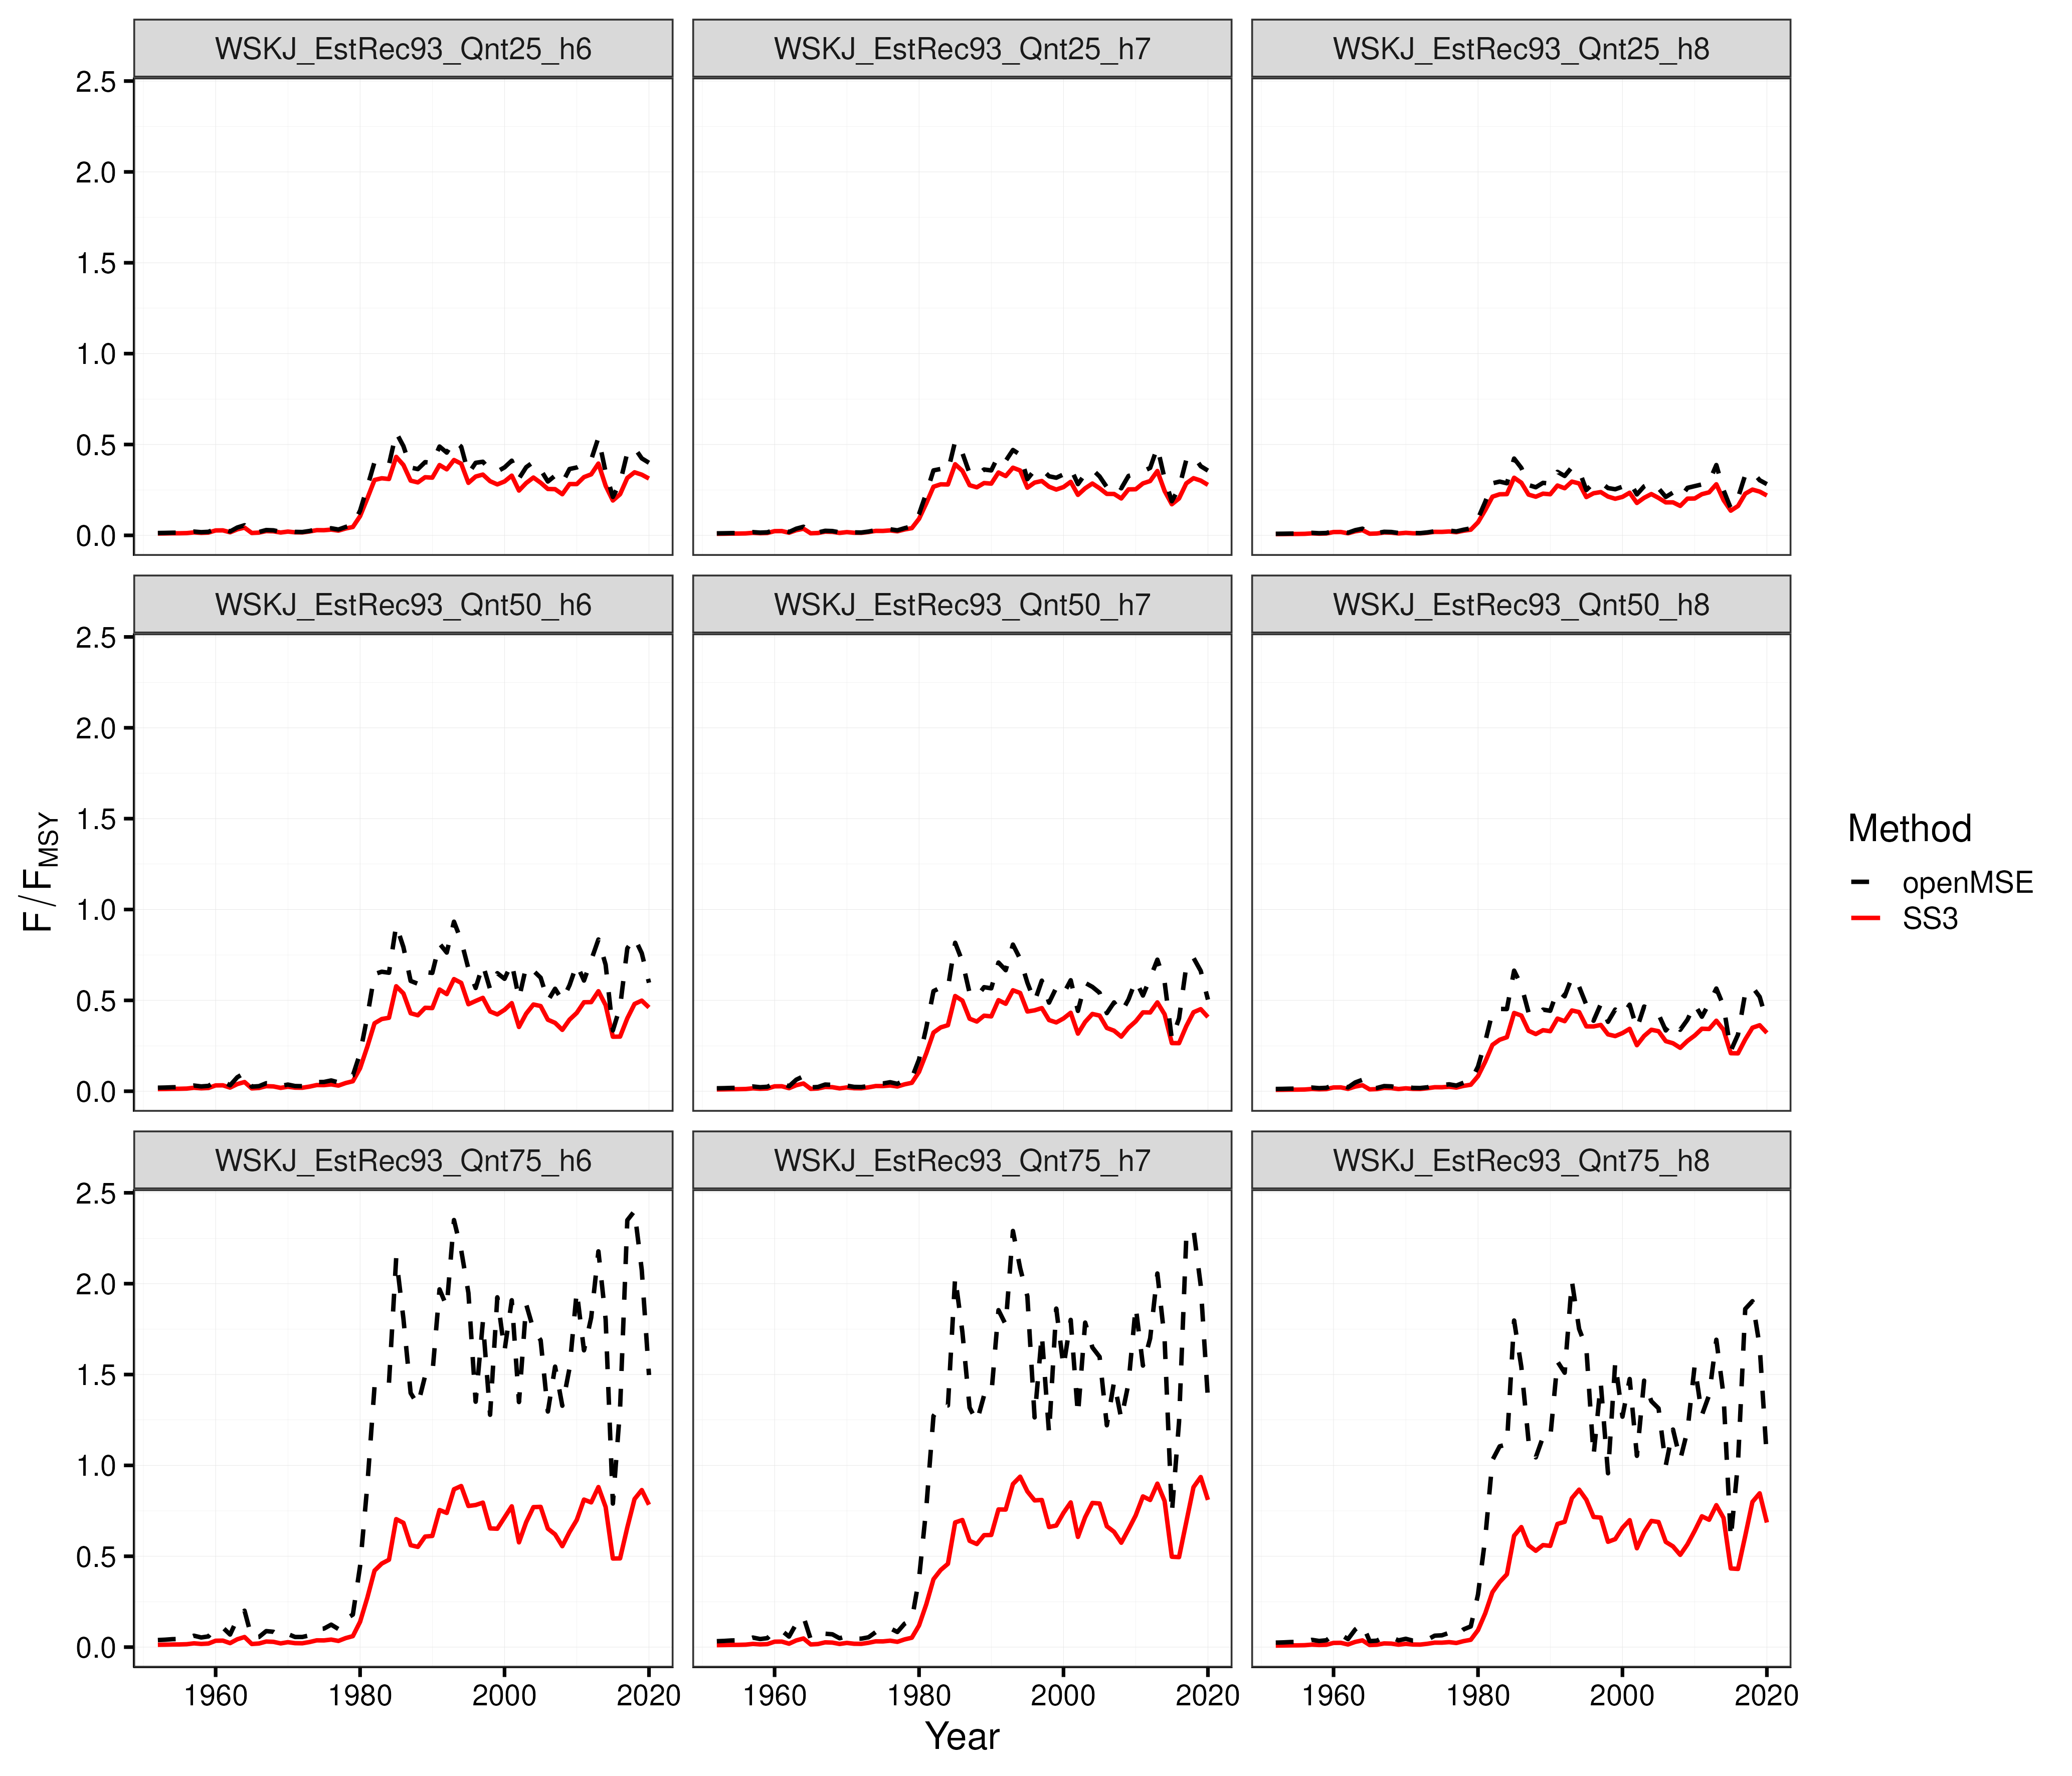 WSKJ_EstRec93_Qnt25_h6 WSKJ_EstRec93_Qnt25_h7 WSKJ_EstRec93_Qnt25_h8
2.5
2.0
1.5
1.0
0.5
0.0
WSKJ_EstRec93_Qnt50_h6 WSKJ_EstRec93_Qnt50_h7 WSKJ_EstRec93_Qnt50_h8
2.5
2.0
1.5
1.0
0.5
0.0
WSKJ_EstRec93_Qnt75_h6 WSKJ_EstRec93_Qnt75_h7 WSKJ_EstRec93_Qnt75_h8
2.5
2.0
1.5
1.0
0.5
0.0
1960 1980 2000 2020 1960 1980 2000 2020 1960 1980 2000 2020
Year
F/FMSY
Method
openMSE
SS3